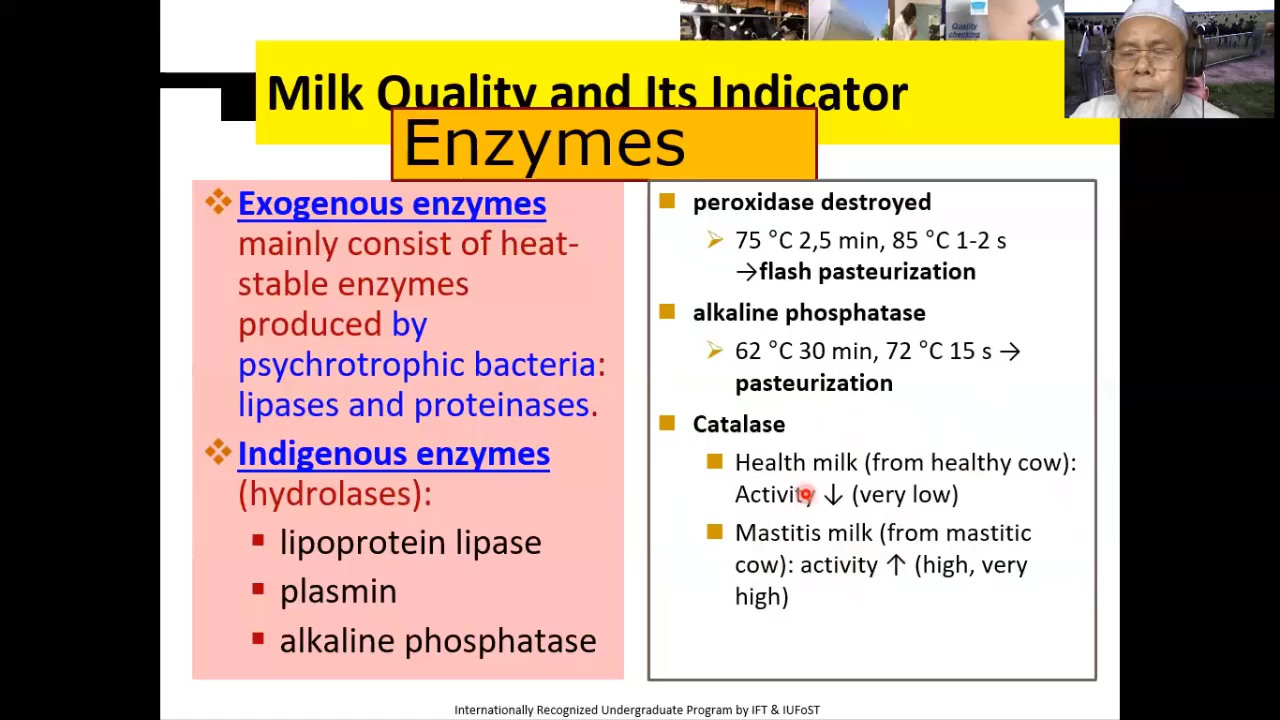 Quality
checking
Milk Quality and Its Indicator
Enzymes
Exogenous enzymes
mainly consist of heat-
stable enzymes
produced by
psychrotrophic bacteria:
lipases and proteinases.
Indigenous enzymes
(hydrolases):
lipoprotein lipase
plasmin
alkaline phosphatase
peroxidase destroyed
75 °C 2,5 min, 85 °C 1-2 s
→flash pasteurization
alkaline phosphatase
62 °C 30 min, 72 °C 15 s →
pasteurization
Catalase
Health milk (from healthy cow):
Activity ↓ (very low)
Mastitis milk (from mastitic
cow): activity ↑ (high, very
high)
Internationally Recognized Undergraduate Program by IFT & IUFoST